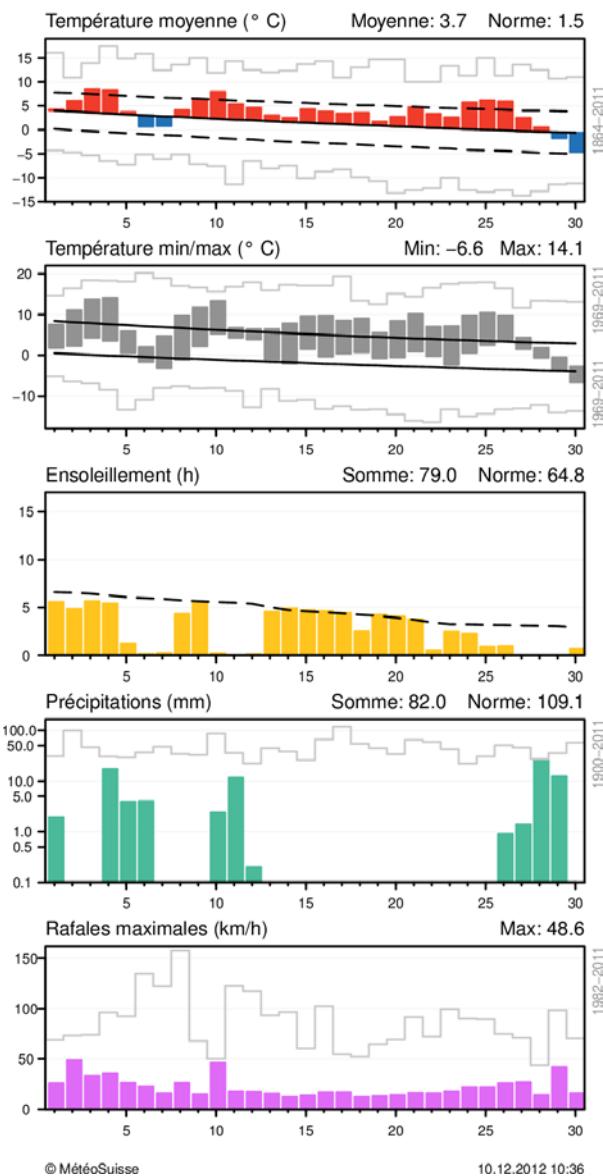 Température moyenne (° C) Moyenne: 3.7 Norme: 1.5
15
10
5
0
−5
−10
−15
1864−2011
5 10 15 20 25 30
Température min/max (° C) Min: −6.6 Max: 14.1
20
10
0
−10
1969−2011
1969−2011
5 10 15 20 25 30
Ensoleillement (h) Somme: 79.0 Norme: 64.8
15
10
5
0
5 10 15 20 25 30
Précipitations (mm) Somme: 82.0 Norme: 109.1
100.0
50.0
10.0
5.0
1.0
0.5
0.1
1900−2011
5 10 15 20 25 30
Rafales maximales (km/h) Max: 48.6
150
100
50
0
1982−2011
5 10 15 20 25 30
© MétéoSuisse 10.12.2012 10:36